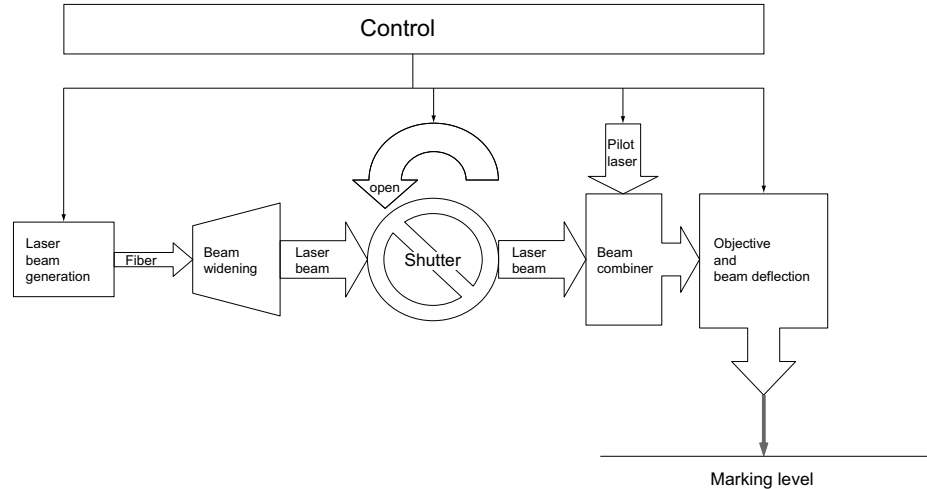 Control
Pilot
laser
open
Laser
beam
generation
Fiber
Beam
widening
Laser
beam
Shutter
Laser
beam
Beam
combiner
Objective
and
beam deflection
Marking level